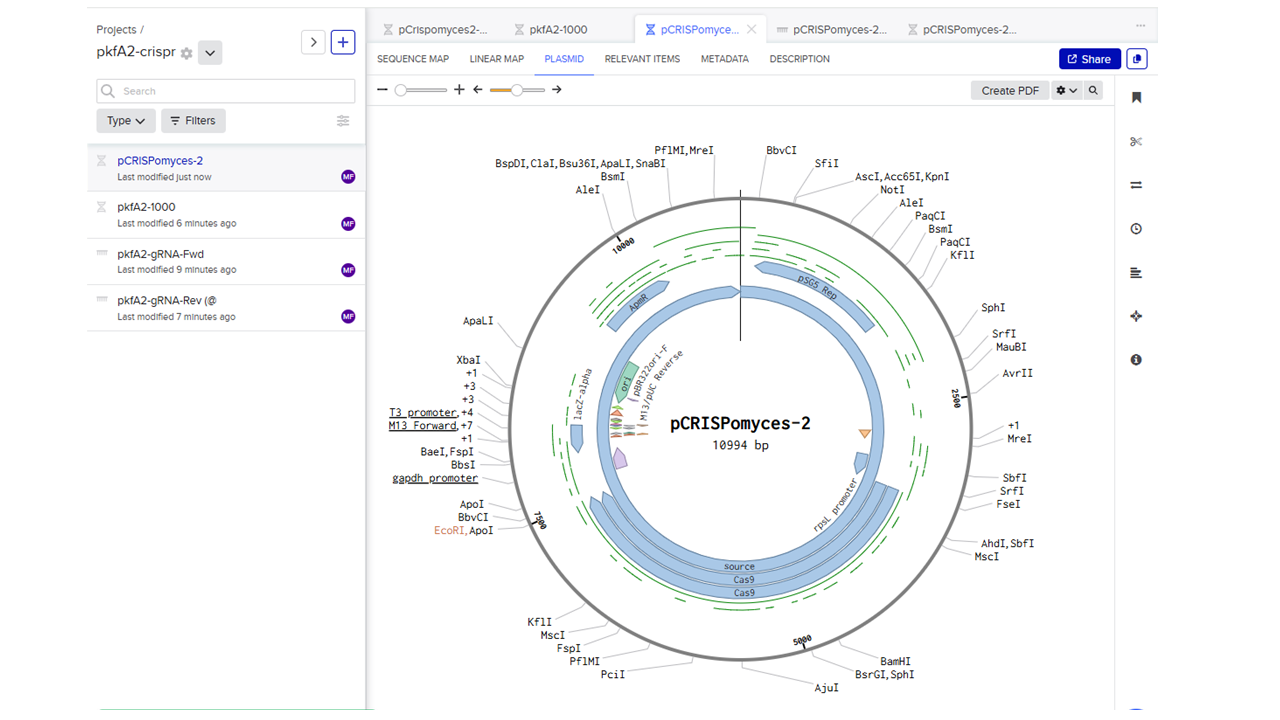 Projects /
pkfA2-crispr
Search
Type
Filters
pCRISPomyces-2
Last modified just now
MF
pkfA2-1000
Last modified 6 minutes ago
MF
pkfA2-gRNA-Fwd
Last modified 9 minutes ago
MF
pkfA2-gRNA-Rev (@
Last modified 7 minutes ago
MF
pCrispomyces2-...
pkfA2-1000
pCRISPomyce...
pCRISPomyces-2...
pCRISPomyces-2...
SEQUENCE MAP
LINEAR MAP
PLASMID
RELEVANT ITEMS
METADATA
DESCRIPTION
Share
Create PDF
PflMI,MreI
BbvCI
BspDI,ClaI,Bsu36I,ApaLI,SnaBI
SfiI
BsmI
AscI,Acc65I,KpnI
AleI
NotI
AleI
PaqCI
BsmI
PaqCI
KflI
10000
pSG5 Rep
ApmR
ApaLI
SphI
SrfI
MauBI
XbaI
+1
+3
+3
T3 promoter,+4
M13 Forward,+7
+1
BaeI,FspI
BbsI
gapdh promoter
AvrII
2500
lacZ-alpha
ori
pBR322ori-F
M13/pUC Reverse
pCRISPomyces-2
10994 bp
+1
MreI
SbfI
SrfI
FseI
ApoI
BbvCI
EcoRI,ApoI
7500
rpsL promoter
AhdI,SbfI
MscI
source
Cas9
Cas9
KflI
MscI
FspI
PflMI
PciI
5000
BamHI
BsrGI,SphI
AjuI